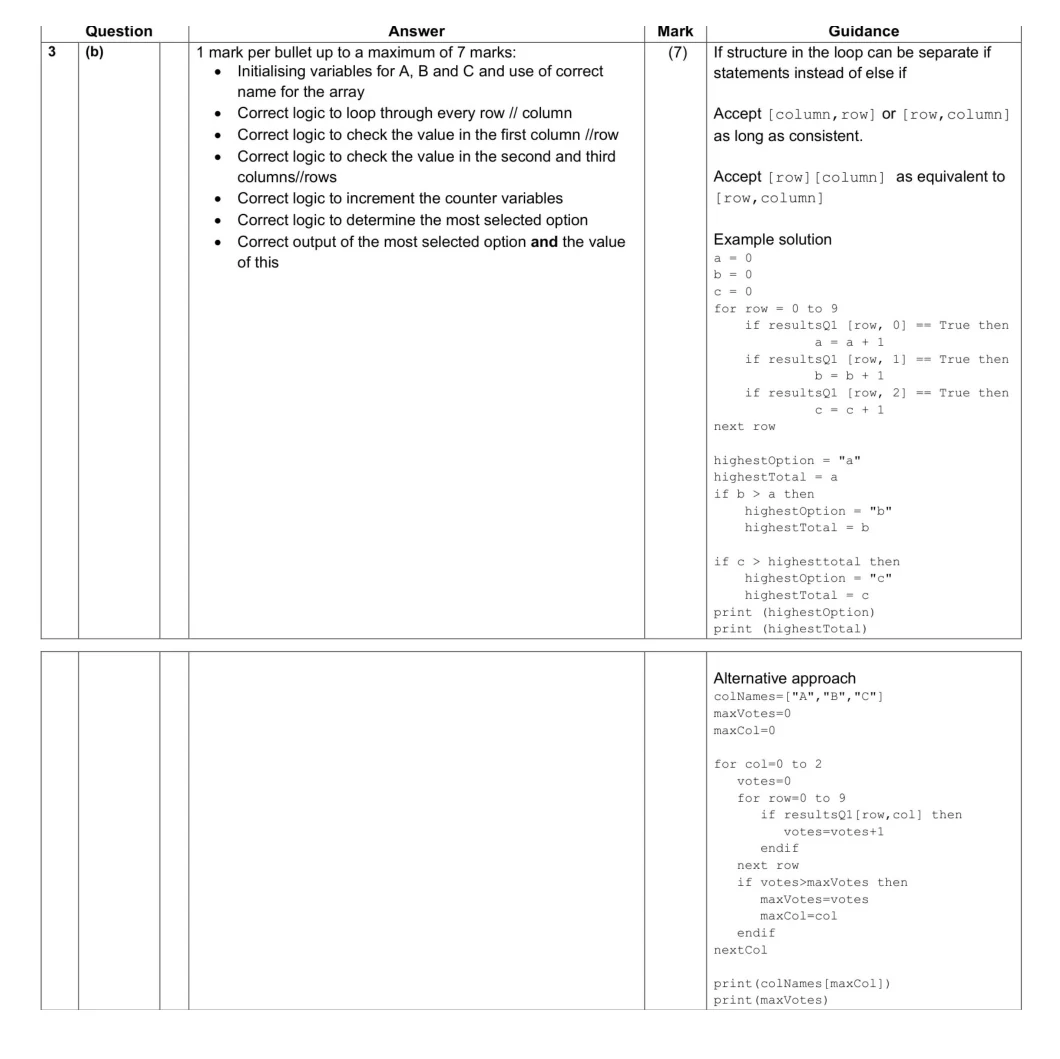 Question Answer Mark Guidance
3 (b) 1 mark per bullet up to a maximum of 7 marks:
• Initialising variables for A, B and C and use of correct
name for the array
• Correct logic to loop through every row // column
• Correct logic to check the value in the first column //row
• Correct logic to check the value in the second and third
columns//rows
• Correct logic to increment the counter variables
• Correct logic to determine the most selected option
• Correct output of the most selected option and the value
of this
(7)
If structure in the loop can be separate if
statements instead of else if
Accept [column,row] or [row,column]
as long as consistent.
Accept [row][column] as equivalent to
[row,column]
Example solution
a = 0
b = 0
c = 0
for row = 0 to 9
if resultsQ1 [row, 0] == True then
a = a + 1
if resultsQ1 [row, 1] == True then
b = b + 1
if resultsQ1 [row, 2] == True then
c = c + 1
next row
highestOption = "a"
highestTotal = a
if b > a then
highestOption = "b"
highestTotal = b
if c > highesttotal then
highestOption = "c"
highestTotal = c
print (highestOption)
print (highestTotal)
Alternative approach
colNames=["A","B","C"]
maxVotes=0
maxCol=0
for col=0 to 2
votes=0
for row=0 to 9
if resultsQ1[row,col] then
votes=votes+1
endif
next row
if votes>maxVotes then
maxVotes=votes
maxCol=col
endif
nextCol
print(colNames[maxCol])
print(maxVotes)